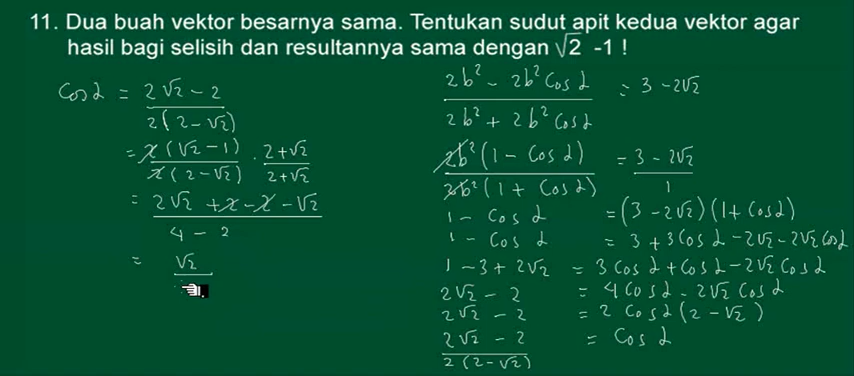 11. Dua buah vektor besarnya sama. Tentukan sudut apit kedua vektor agar
hasil bagi selisih dan resultannya sama dengan √2 -1 !
Cos α = (2√2 - 2) / (2(2 - √2))
= 2(√2 - 1) / 2(2 - √2) . (2+√2) / (2+√2)
= (2√2 + 2 - 2 - √2) / (4 - 2)
= √2 /
(2b² - 2b² Cos α) / (2b² + 2b² Cos α) = 3 - 2√2
2b² (1 - Cos α) / 2b² (1 + Cos α) = (3 - 2√2) / 1
1 - Cos α = (3 - 2√2) (1 + Cos α)
1 - Cos α = 3 + 3 Cos α - 2√2 - 2√2 Cos α
1 - 3 + 2√2 = 3 Cos α + Cos α - 2√2 Cos α
2√2 - 2 = 4 Cos α - 2√2 Cos α
2√2 - 2 = 2 Cos α (2 - √2)
(2√2 - 2) / (2(2 - √2)) = Cos α